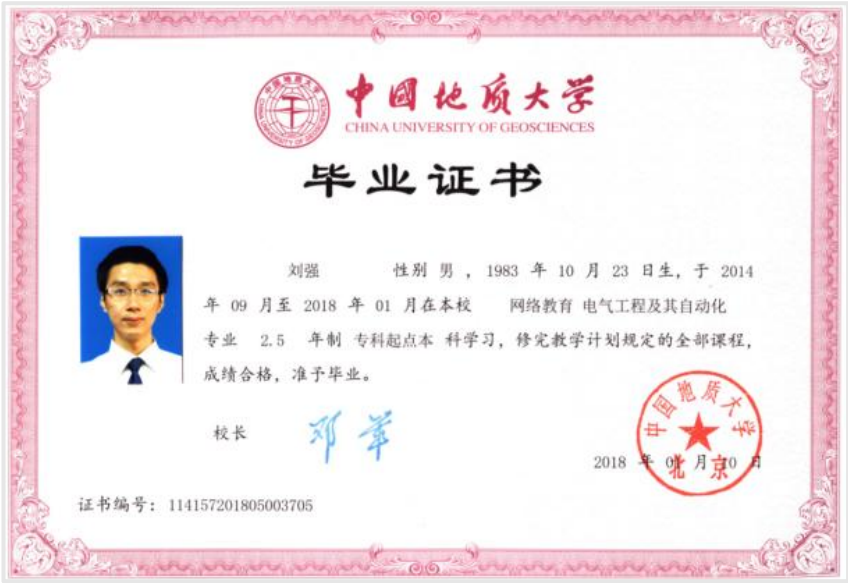 中國地质大学
CHINA UNIVERSITY OF GEOSCIENCES
毕业证书
刘强 性别 男 ，1983 年 10 月 23 日生，于 2014
年 09 月至 2018 年 01 月在本校 网络教育 电气工程及其自动化
专业 2.5 年制 专科起点本 科学习，修完教学计划规定的全部课程，
成绩合格，准予毕业。
校长 邓军
中国地质大学
北京
2018 年 01 月 10 日
证书编号：114157201805003705